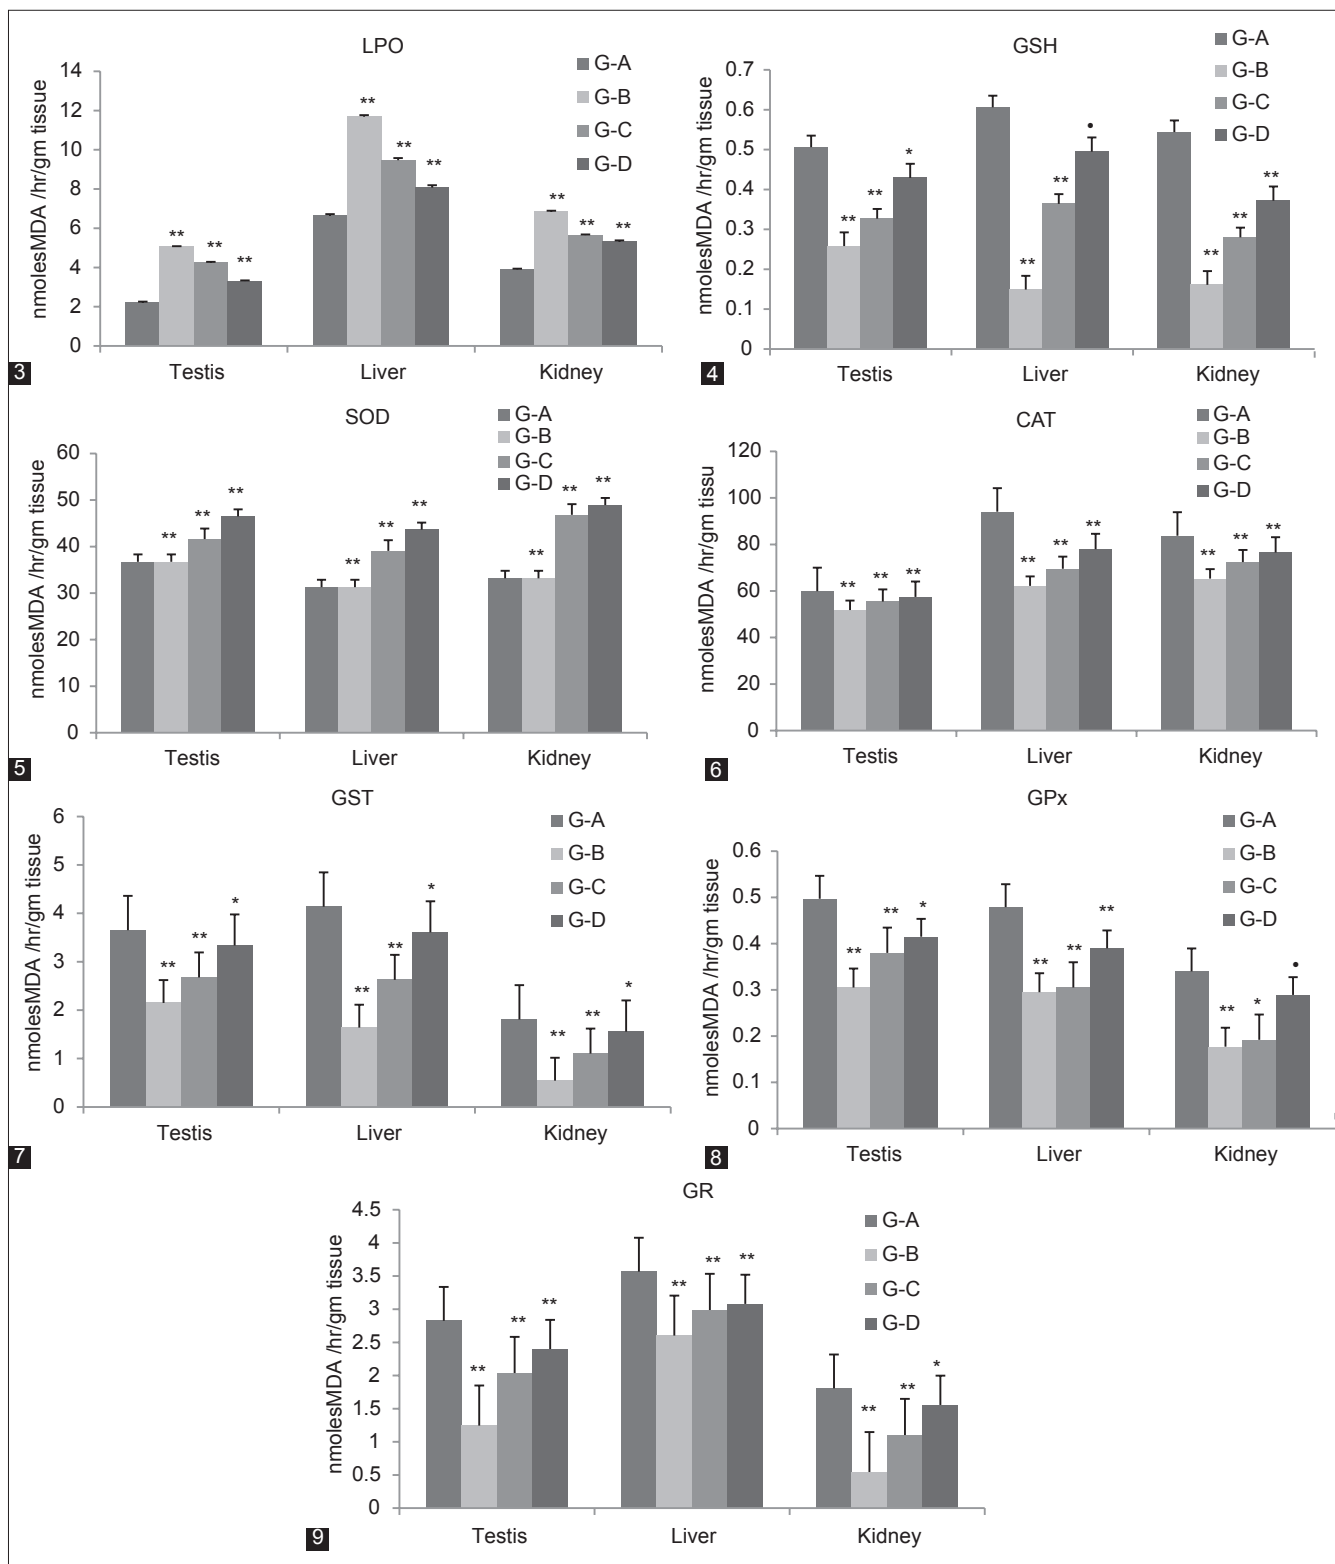 LPO
nmolesMDA /hr/gm tissue
14
12
10
8
6
4
2
0
** ** **
** ** **
** ** **
Testis Liver Kidney
G-A
G-B
G-C
G-D
3
GSH
nmolesMDA /hr/gm tissue
0.7
0.6
0.5
0.4
0.3
0.2
0.1
0
** ** *
** ** •
** ** **
Testis Liver Kidney
G-A
G-B
G-C
G-D
4
SOD
nmolesMDA /hr/gm tissue
60
50
40
30
20
10
0
** ** **
** ** **
** ** **
Testis Liver Kidney
G-A
G-B
G-C
G-D
5
CAT
nmolesMDA /hr/gm tissu
120
100
80
60
40
20
0
** ** **
** ** **
** ** **
Testis Liver Kidney
G-A
G-B
G-C
G-D
6
GST
nmolesMDA /hr/gm tissue
6
5
4
3
2
1
0
** ** *
** ** *
** ** *
Testis Liver Kidney
G-A
G-B
G-C
G-D
7
GPx
nmolesMDA /hr/gm tissue
0.6
0.5
0.4
0.3
0.2
0.1
0
** ** *
** ** **
** * •
Testis Liver Kidney
G-A
G-B
G-C
G-D
8
GR
nmolesMDA /hr/gm tissue
4.5
4
3.5
3
2.5
2
1.5
1
0.5
0
** ** **
** ** **
** ** *
Testis Liver Kidney
G-A
G-B
G-C
G-D
9